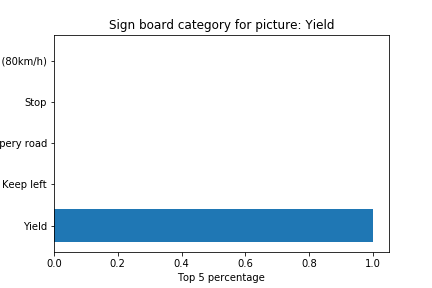 Sign board category for picture: Yield
(80km/h)
Stop
pery road
Keep left
Yield
0.0 0.2 0.4 0.6 0.8 1.0
Top 5 percentage